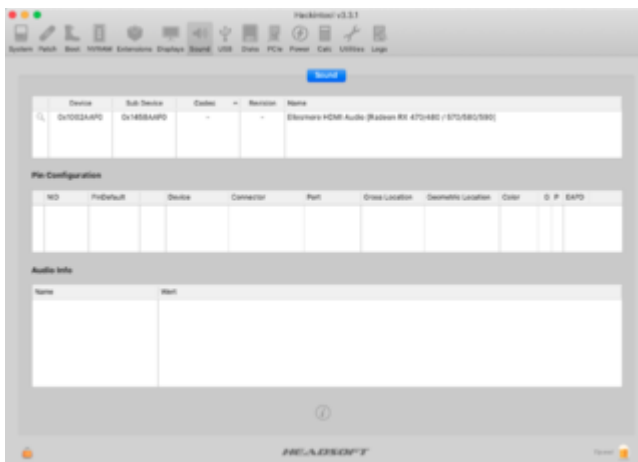 Hackintool v3.3.1
System Patch Boot NVRAM Extensions Displays Sound USB Disks PCIe Power Calc Utilities Logs
Sound
Device Sub Device Codec Revision Name
0x1002AAF0 0x1458AAF0 - - Ellesmere HDMI Audio [Radeon RX 470/480 / 570/580/590]
Pin Configuration
NID PinDefault Device Connector Port Gross Location Geometric Location Color G P EAPD
Audio Info
Name Wert
HEADSOFT